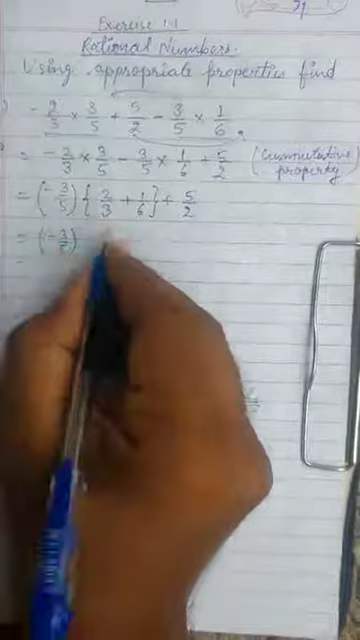 Exercise 1.1
Rational Numbers.
Using appropriate properties find
- 2/3 × 3/5 + 5/2 - 3/5 × 1/6
= - 2/3 × 3/5 - 3/5 × 1/6 + 5/2 (Cummutative property)
= (- 3/5) { 2/3 + 1/6 } + 5/2
= (- 3/5)
=